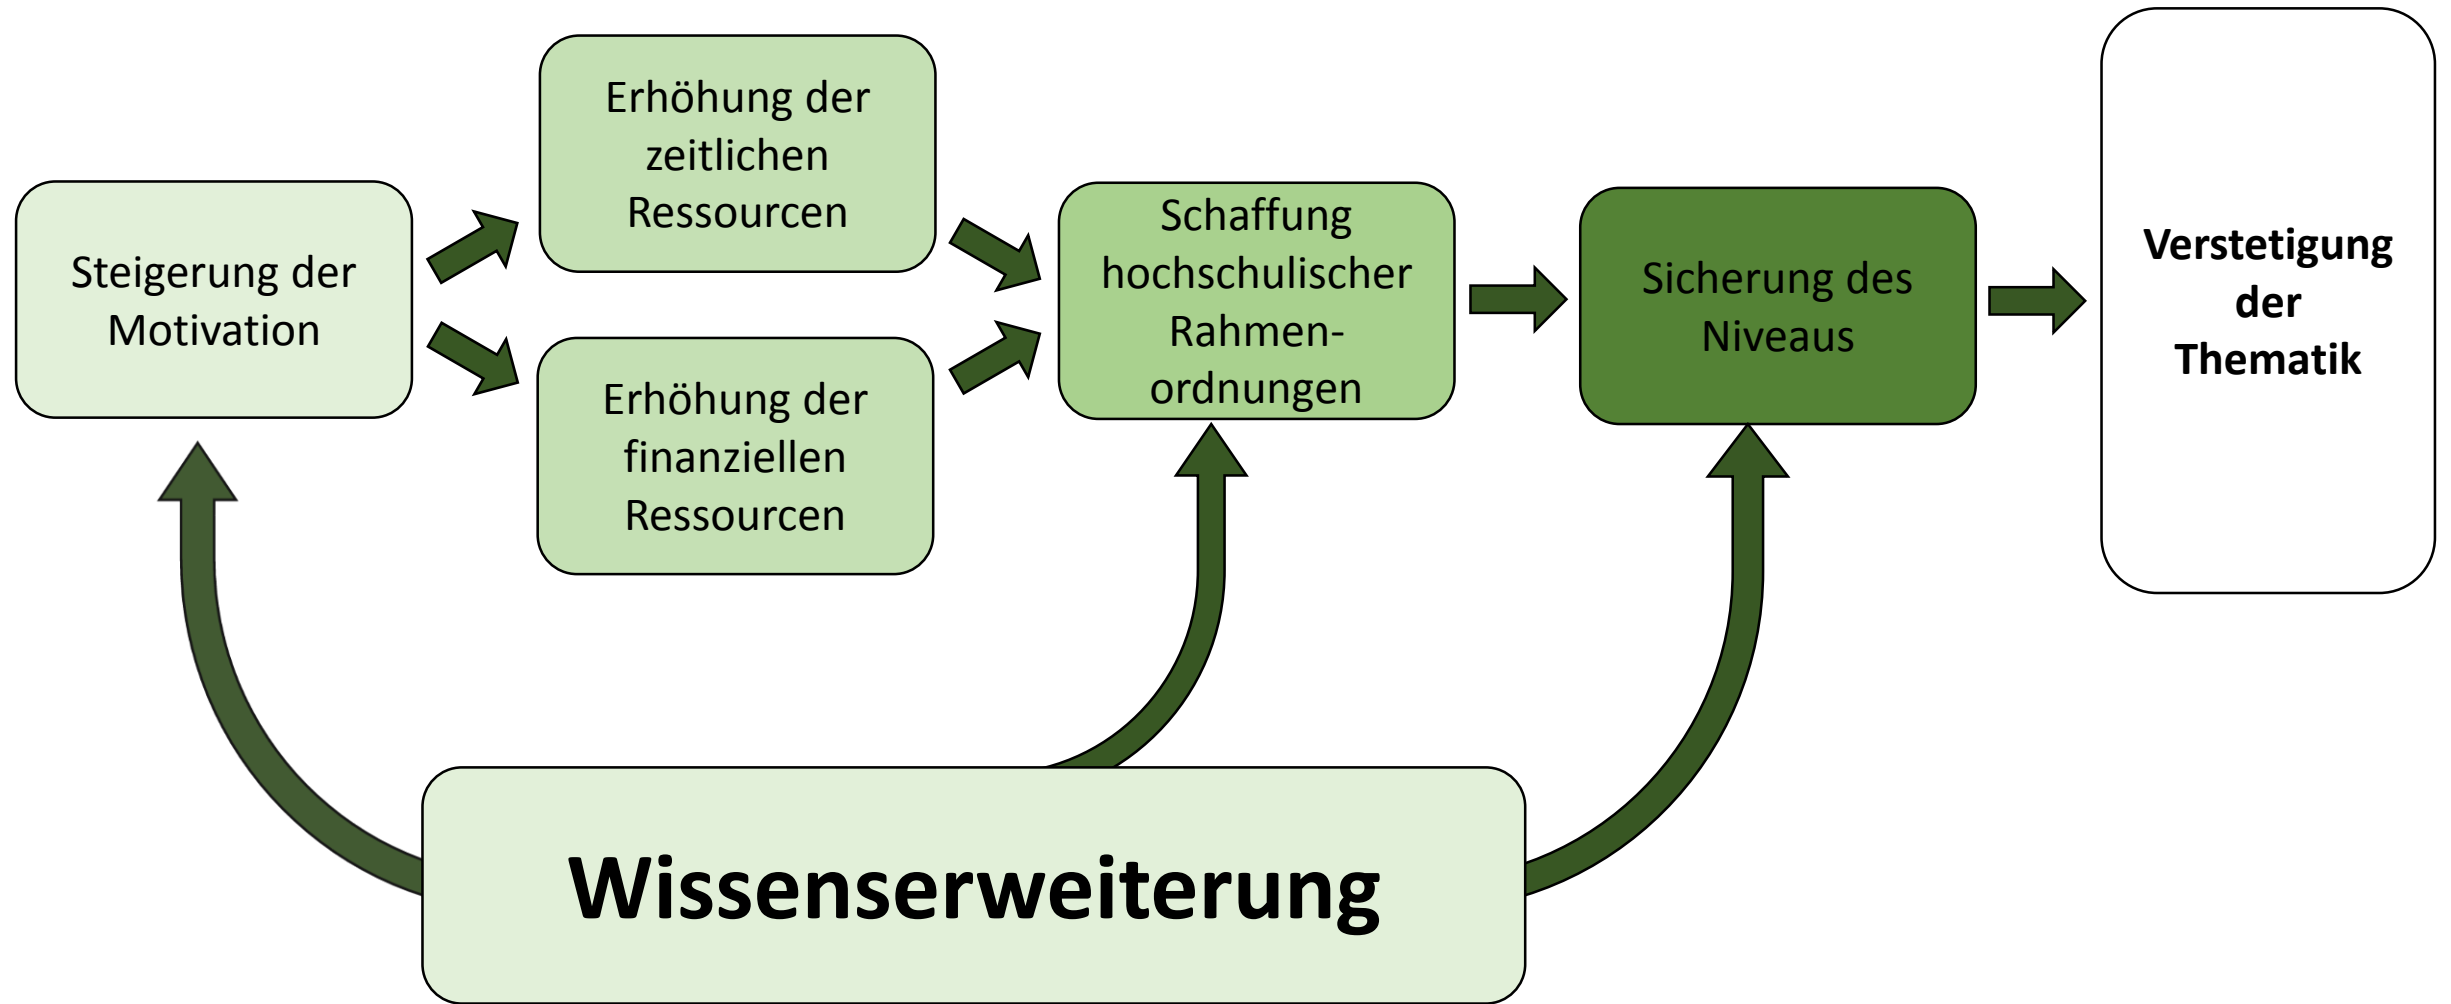 Steigerung der
Motivation
Erhöhung der
zeitlichen
Ressourcen
Erhöhung der
finanziellen
Ressourcen
Schaffung
hochschulischer
Rahmen-
ordnungen
Sicherung des
Niveaus
Verstetigung
der
Thematik
Wissenserweiterung